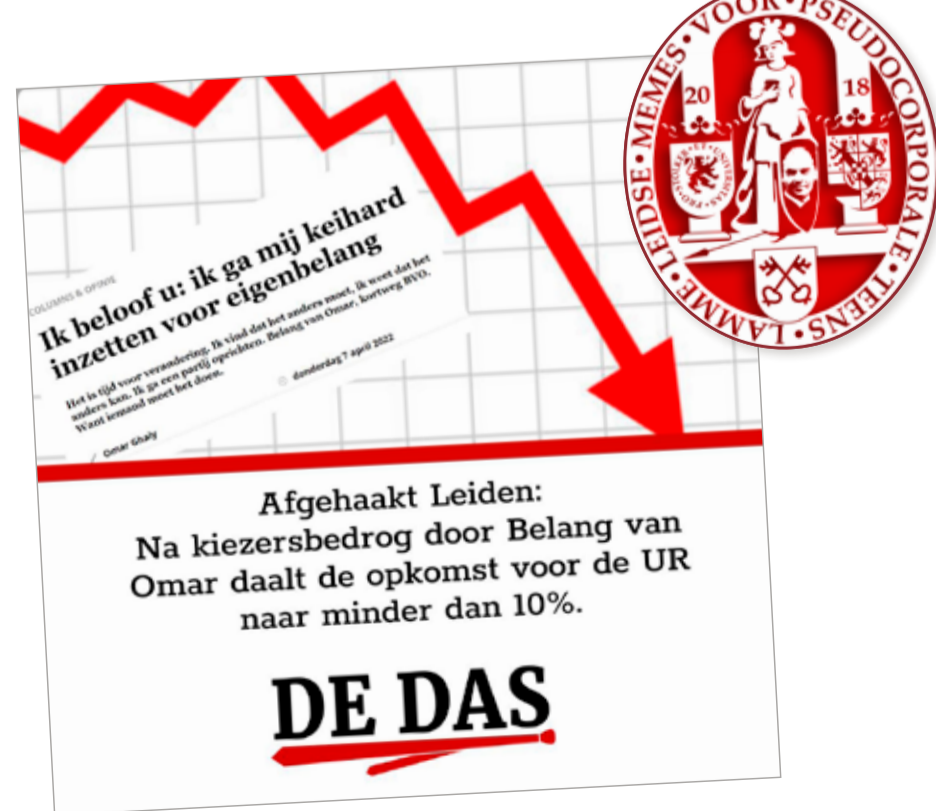 LEIDSE • MEMES • VOOR • PSEUDOCORPORALE • TEENS • LAMME
20 18
COLUMNS & OPINIE
Ik beloof u: ik ga mij keihard
inzetten voor eigenbelang
Het is tijd voor verandering. Ik vind dat het anders moet, ik weet dat het
anders kan. Ik ga een partij oprichten. Belang van Omar, kortweg BVO.
Want iemand moet het doen.
donderdag 7 april 2022
Omar Ghaly
Afgehaakt Leiden:
Na kiezersbedrog door Belang van
Omar daalt de opkomst voor de UR
naar minder dan 10%.
DE DAS